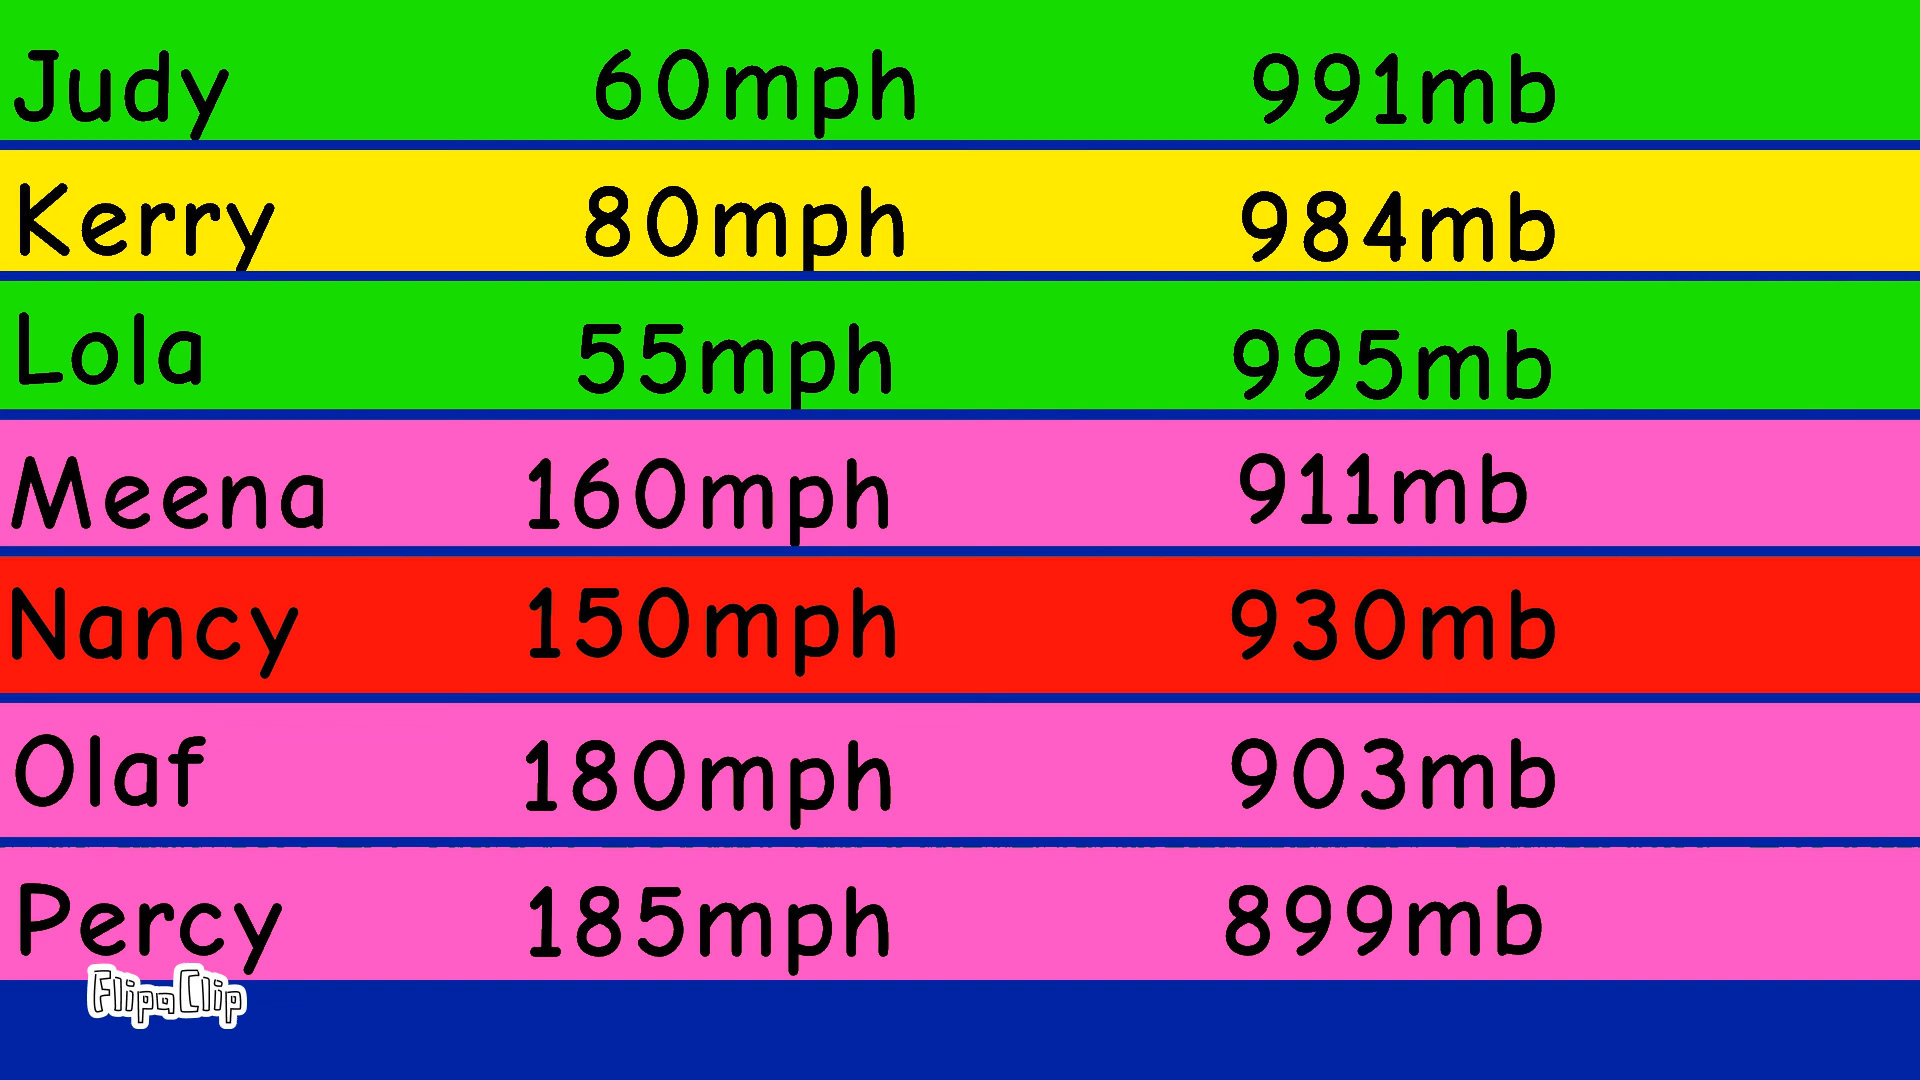 Judy 60mph 991mb
Kerry 80mph 984mb
Lola 55mph 995mb
Meena 160mph 911mb
Nancy 150mph 930mb
Olaf 180mph 903mb
Percy 185mph 899mb
FlipaClip